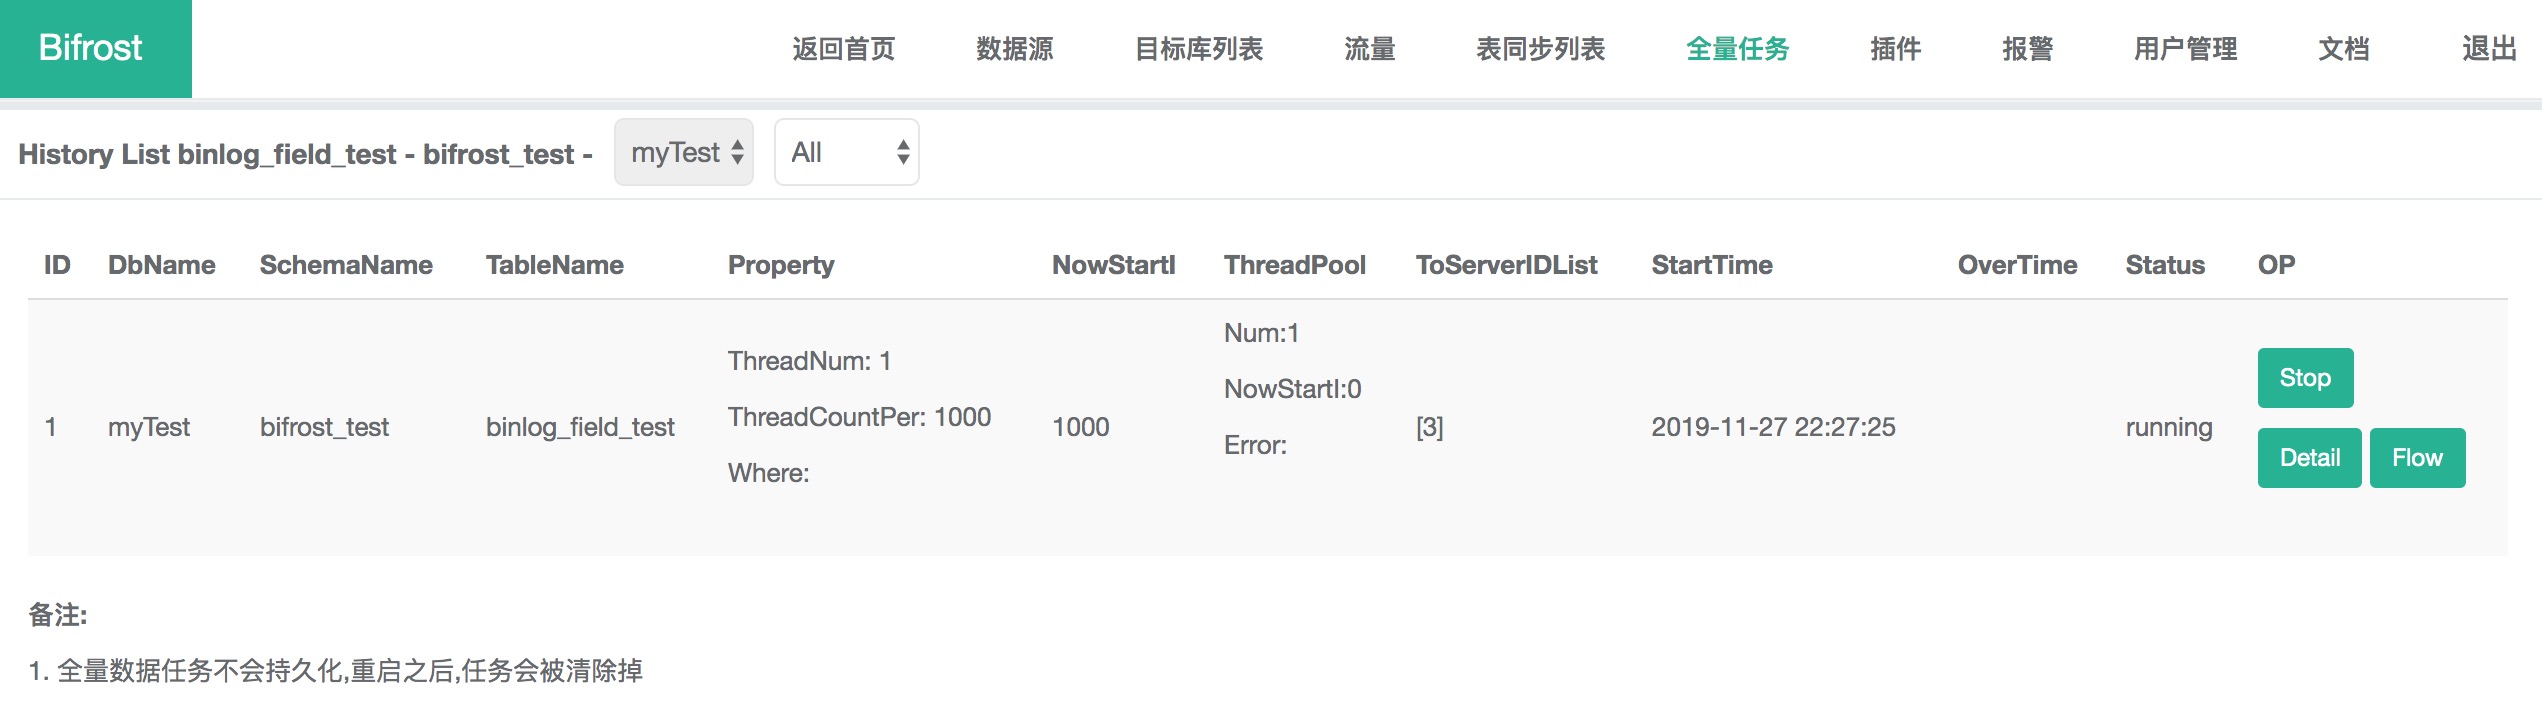 Bifrost 返回首页 数据源 目标库列表 流量 表同步列表 全量任务 插件 报警 用户管理 文档 退出
History List binlog_field_test - bifrost_test - myTest All
ID DbName SchemaName TableName Property NowStartI ThreadPool ToServerIDList StartTime OverTime Status OP
1 myTest bifrost_test binlog_field_test
ThreadNum: 1
ThreadCountPer: 1000
Where:
1000
Num:1
NowStartI:0
Error:
[3] 2019-11-27 22:27:25 running
Stop
Detail Flow
备注:
1. 全量数据任务不会持久化,重启之后,任务会被清除掉